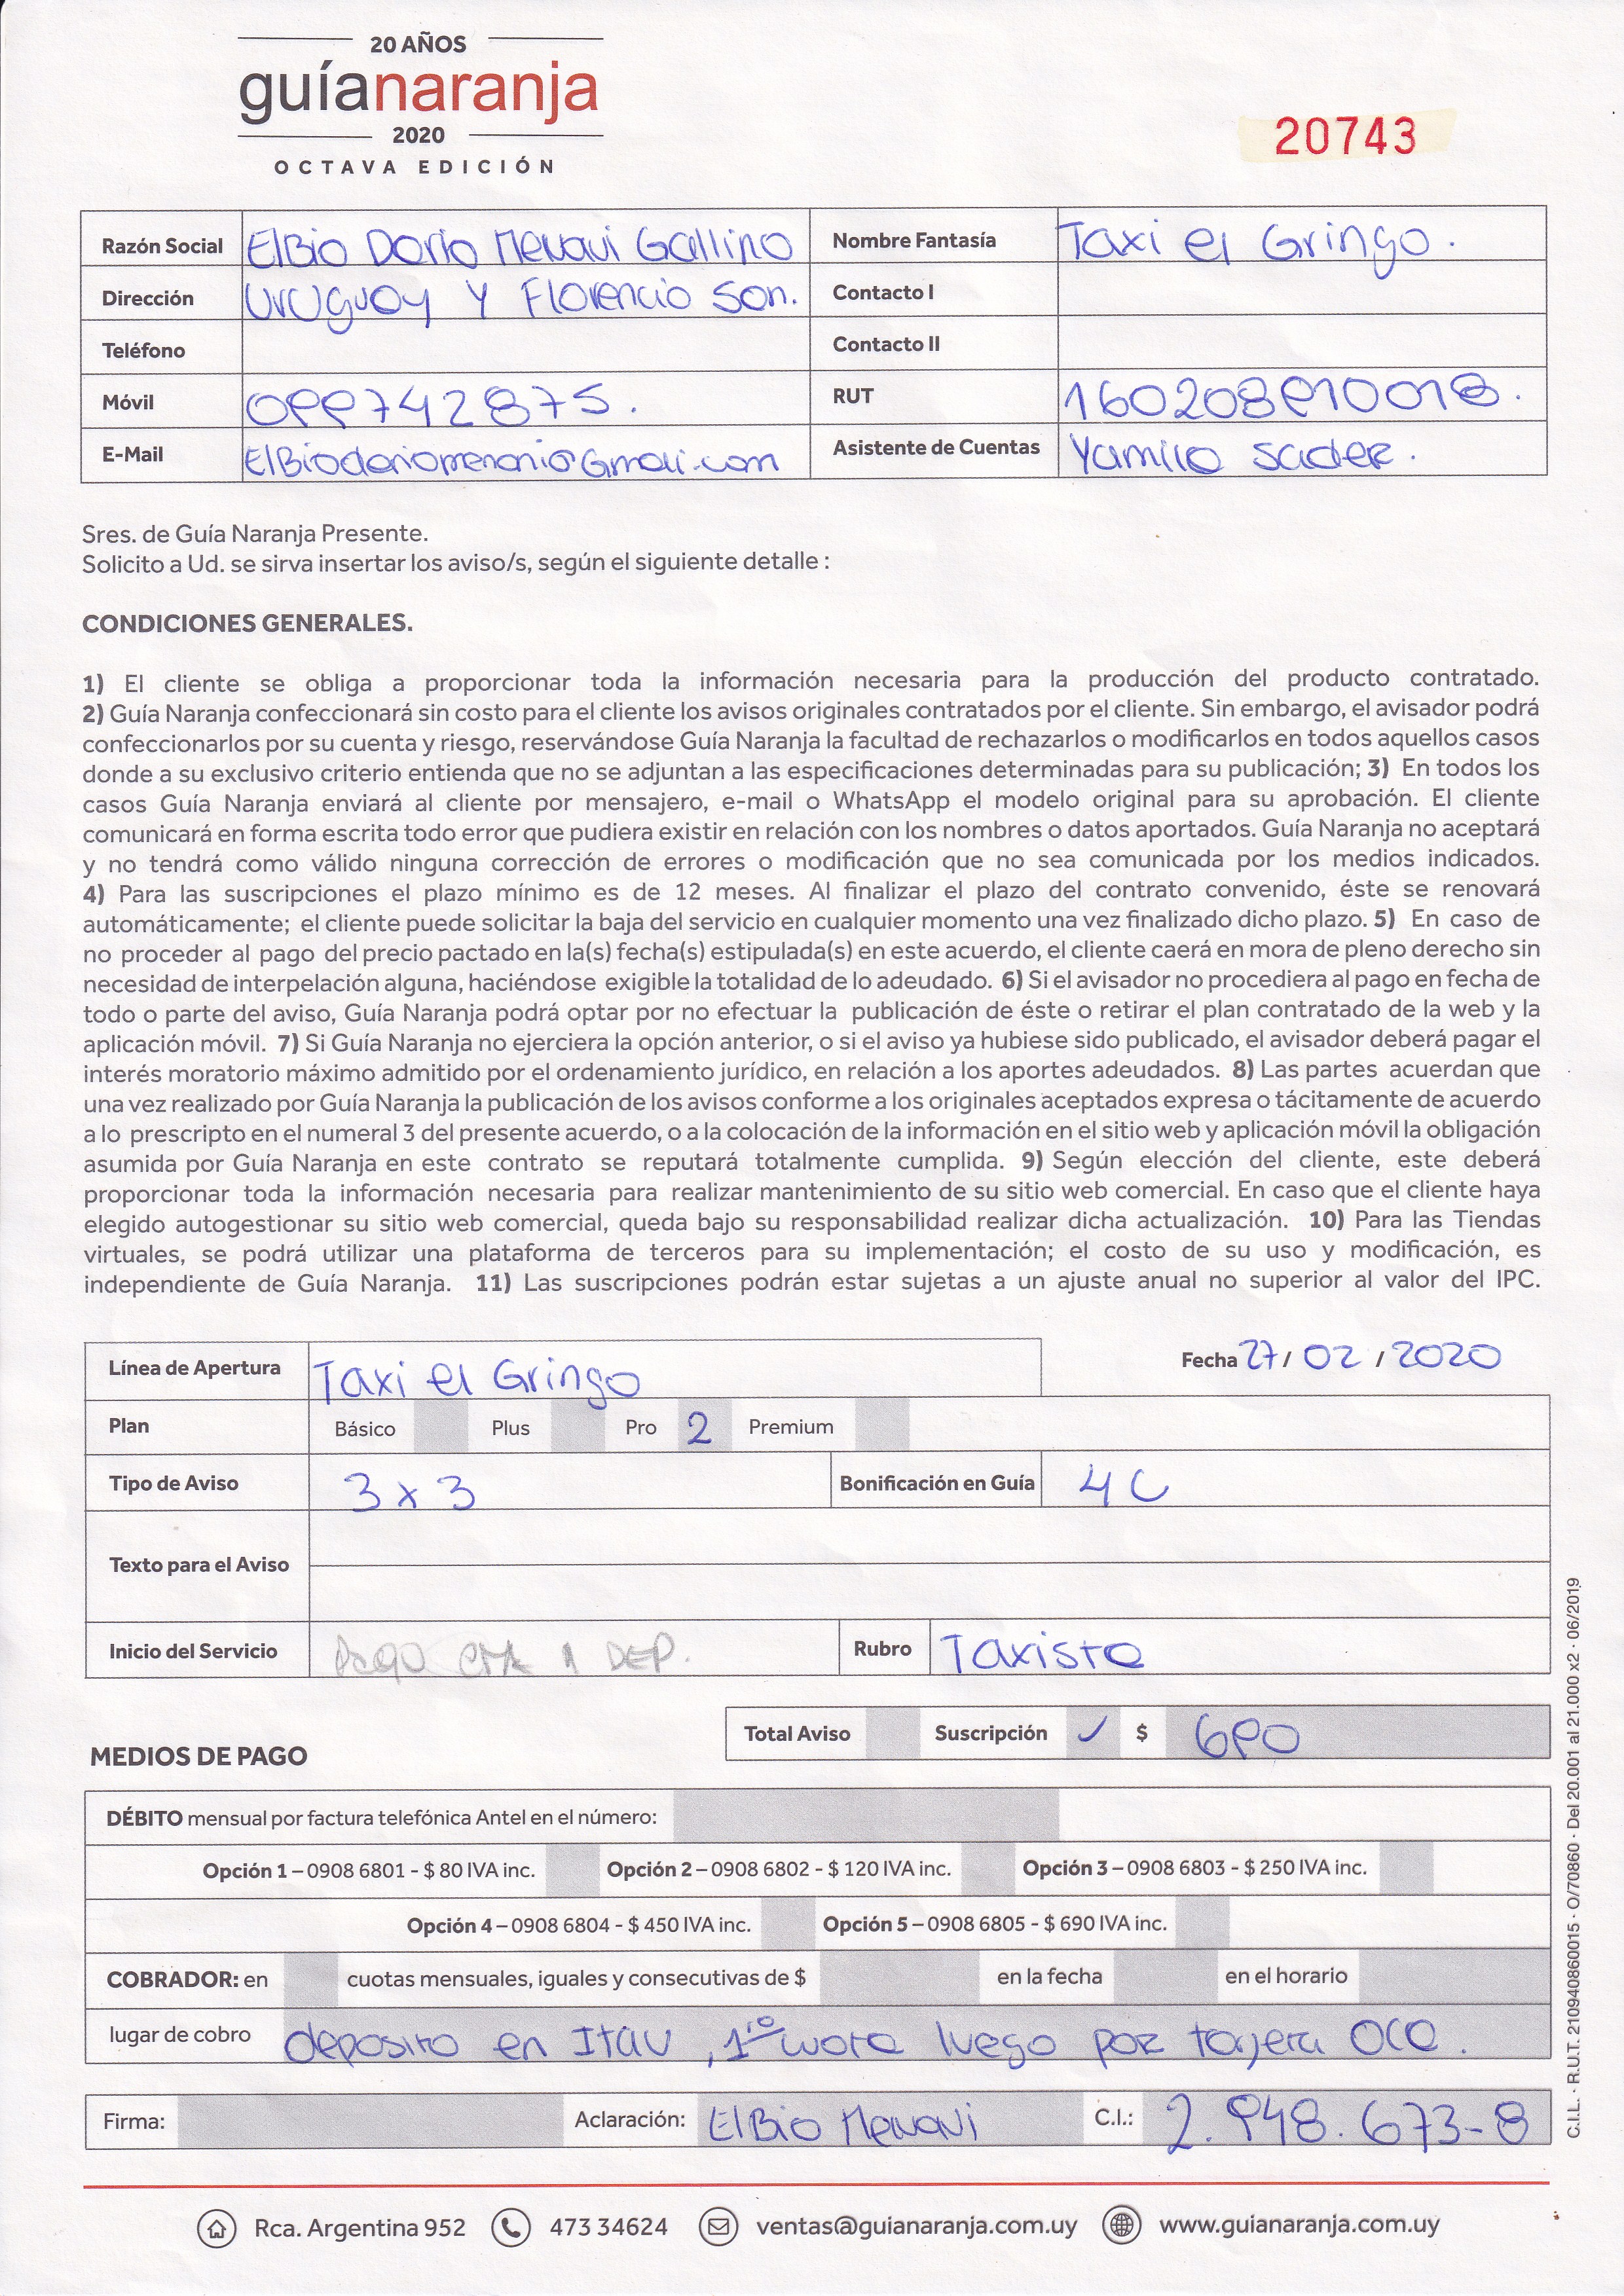 20 AÑOS
guíanaranja
2020
OCTAVA EDICIÓN
20743
Razón Social ElBio Dario Menani Gallino Nombre Fantasía Taxi el Gringo.
Dirección Uruguay y Florencio San. Contacto I
Teléfono Contacto II
Móvil 099742875. RUT 160208910018.
E-Mail ElBiodariomenani@Gmail.com Asistente de Cuentas Yamila Sader.
Sres. de Guía Naranja Presente.
Solicito a Ud. se sirva insertar los aviso/s, según el siguiente detalle :
CONDICIONES GENERALES.
1) El cliente se obliga a proporcionar toda la información necesaria para la producción del producto contratado.
2) Guía Naranja confeccionará sin costo para el cliente los avisos originales contratados por el cliente. Sin embargo, el avisador podrá
confeccionarlos por su cuenta y riesgo, reservándose Guía Naranja la facultad de rechazarlos o modificarlos en todos aquellos casos
donde a su exclusivo criterio entienda que no se adjuntan a las especificaciones determinadas para su publicación; 3) En todos los
casos Guía Naranja enviará al cliente por mensajero, e-mail o WhatsApp el modelo original para su aprobación. El cliente
comunicará en forma escrita todo error que pudiera existir en relación con los nombres o datos aportados. Guía Naranja no aceptará
y no tendrá como válido ninguna corrección de errores o modificación que no sea comunicada por los medios indicados.
4) Para las suscripciones el plazo mínimo es de 12 meses. Al finalizar el plazo del contrato convenido, éste se renovará
automáticamente; el cliente puede solicitar la baja del servicio en cualquier momento una vez finalizado dicho plazo. 5) En caso de
no proceder al pago del precio pactado en la(s) fecha(s) estipulada(s) en este acuerdo, el cliente caerá en mora de pleno derecho sin
necesidad de interpelación alguna, haciéndose exigible la totalidad de lo adeudado. 6) Si el avisador no procediera al pago en fecha de
todo o parte del aviso, Guía Naranja podrá optar por no efectuar la publicación de éste o retirar el plan contratado de la web y la
aplicación móvil. 7) Si Guía Naranja no ejerciera la opción anterior, o si el aviso ya hubiese sido publicado, el avisador deberá pagar el
interés moratorio máximo admitido por el ordenamiento jurídico, en relación a los aportes adeudados. 8) Las partes acuerdan que
una vez realizado por Guía Naranja la publicación de los avisos conforme a los originales aceptados expresa o tácitamente de acuerdo
a lo prescripto en el numeral 3 del presente acuerdo, o a la colocación de la información en el sitio web y aplicación móvil la obligación
asumida por Guía Naranja en este contrato se reputará totalmente cumplida. 9) Según elección del cliente, este deberá
proporcionar toda la información necesaria para realizar mantenimiento de su sitio web comercial. En caso que el cliente haya
elegido autogestionar su sitio web comercial, queda bajo su responsabilidad realizar dicha actualización. 10) Para las Tiendas
virtuales, se podrá utilizar una plataforma de terceros para su implementación; el costo de su uso y modificación, es
independiente de Guía Naranja. 11) Las suscripciones podrán estar sujetas a un ajuste anual no superior al valor del IPC.
Línea de Apertura Taxi el Gringo Fecha 27 / 02 / 2020
Plan Básico Plus Pro 2 Premium
Tipo de Aviso 3 x 3 Bonificación en Guía 4 C
Texto para el Aviso
Inicio del Servicio Pago DEP. Rubro Taxista
Total Aviso Suscripción ✓ $ 690
MEDIOS DE PAGO
DÉBITO mensual por factura telefónica Antel en el número:
Opción 1 – 0908 6801 - $ 80 IVA inc. Opción 2 – 0908 6802 - $ 120 IVA inc. Opción 3 – 0908 6803 - $ 250 IVA inc.
Opción 4 – 0908 6804 - $ 450 IVA inc. Opción 5 – 0908 6805 - $ 690 IVA inc.
COBRADOR: en cuotas mensuales, iguales y consecutivas de $ en la fecha en el horario
lugar de cobro deposito en Itau , 1ra cuota luego por tarjeta OCA.
Firma: Aclaración: ElBio Menani C.I.: 2.948.673-8
Rca. Argentina 952 473 34624 ventas@guianaranja.com.uy www.guianaranja.com.uy
C.I.L. · R.U.T. 210940860015 · O/70860 · Del 20.001 al 21.000 x2 · 06/2019